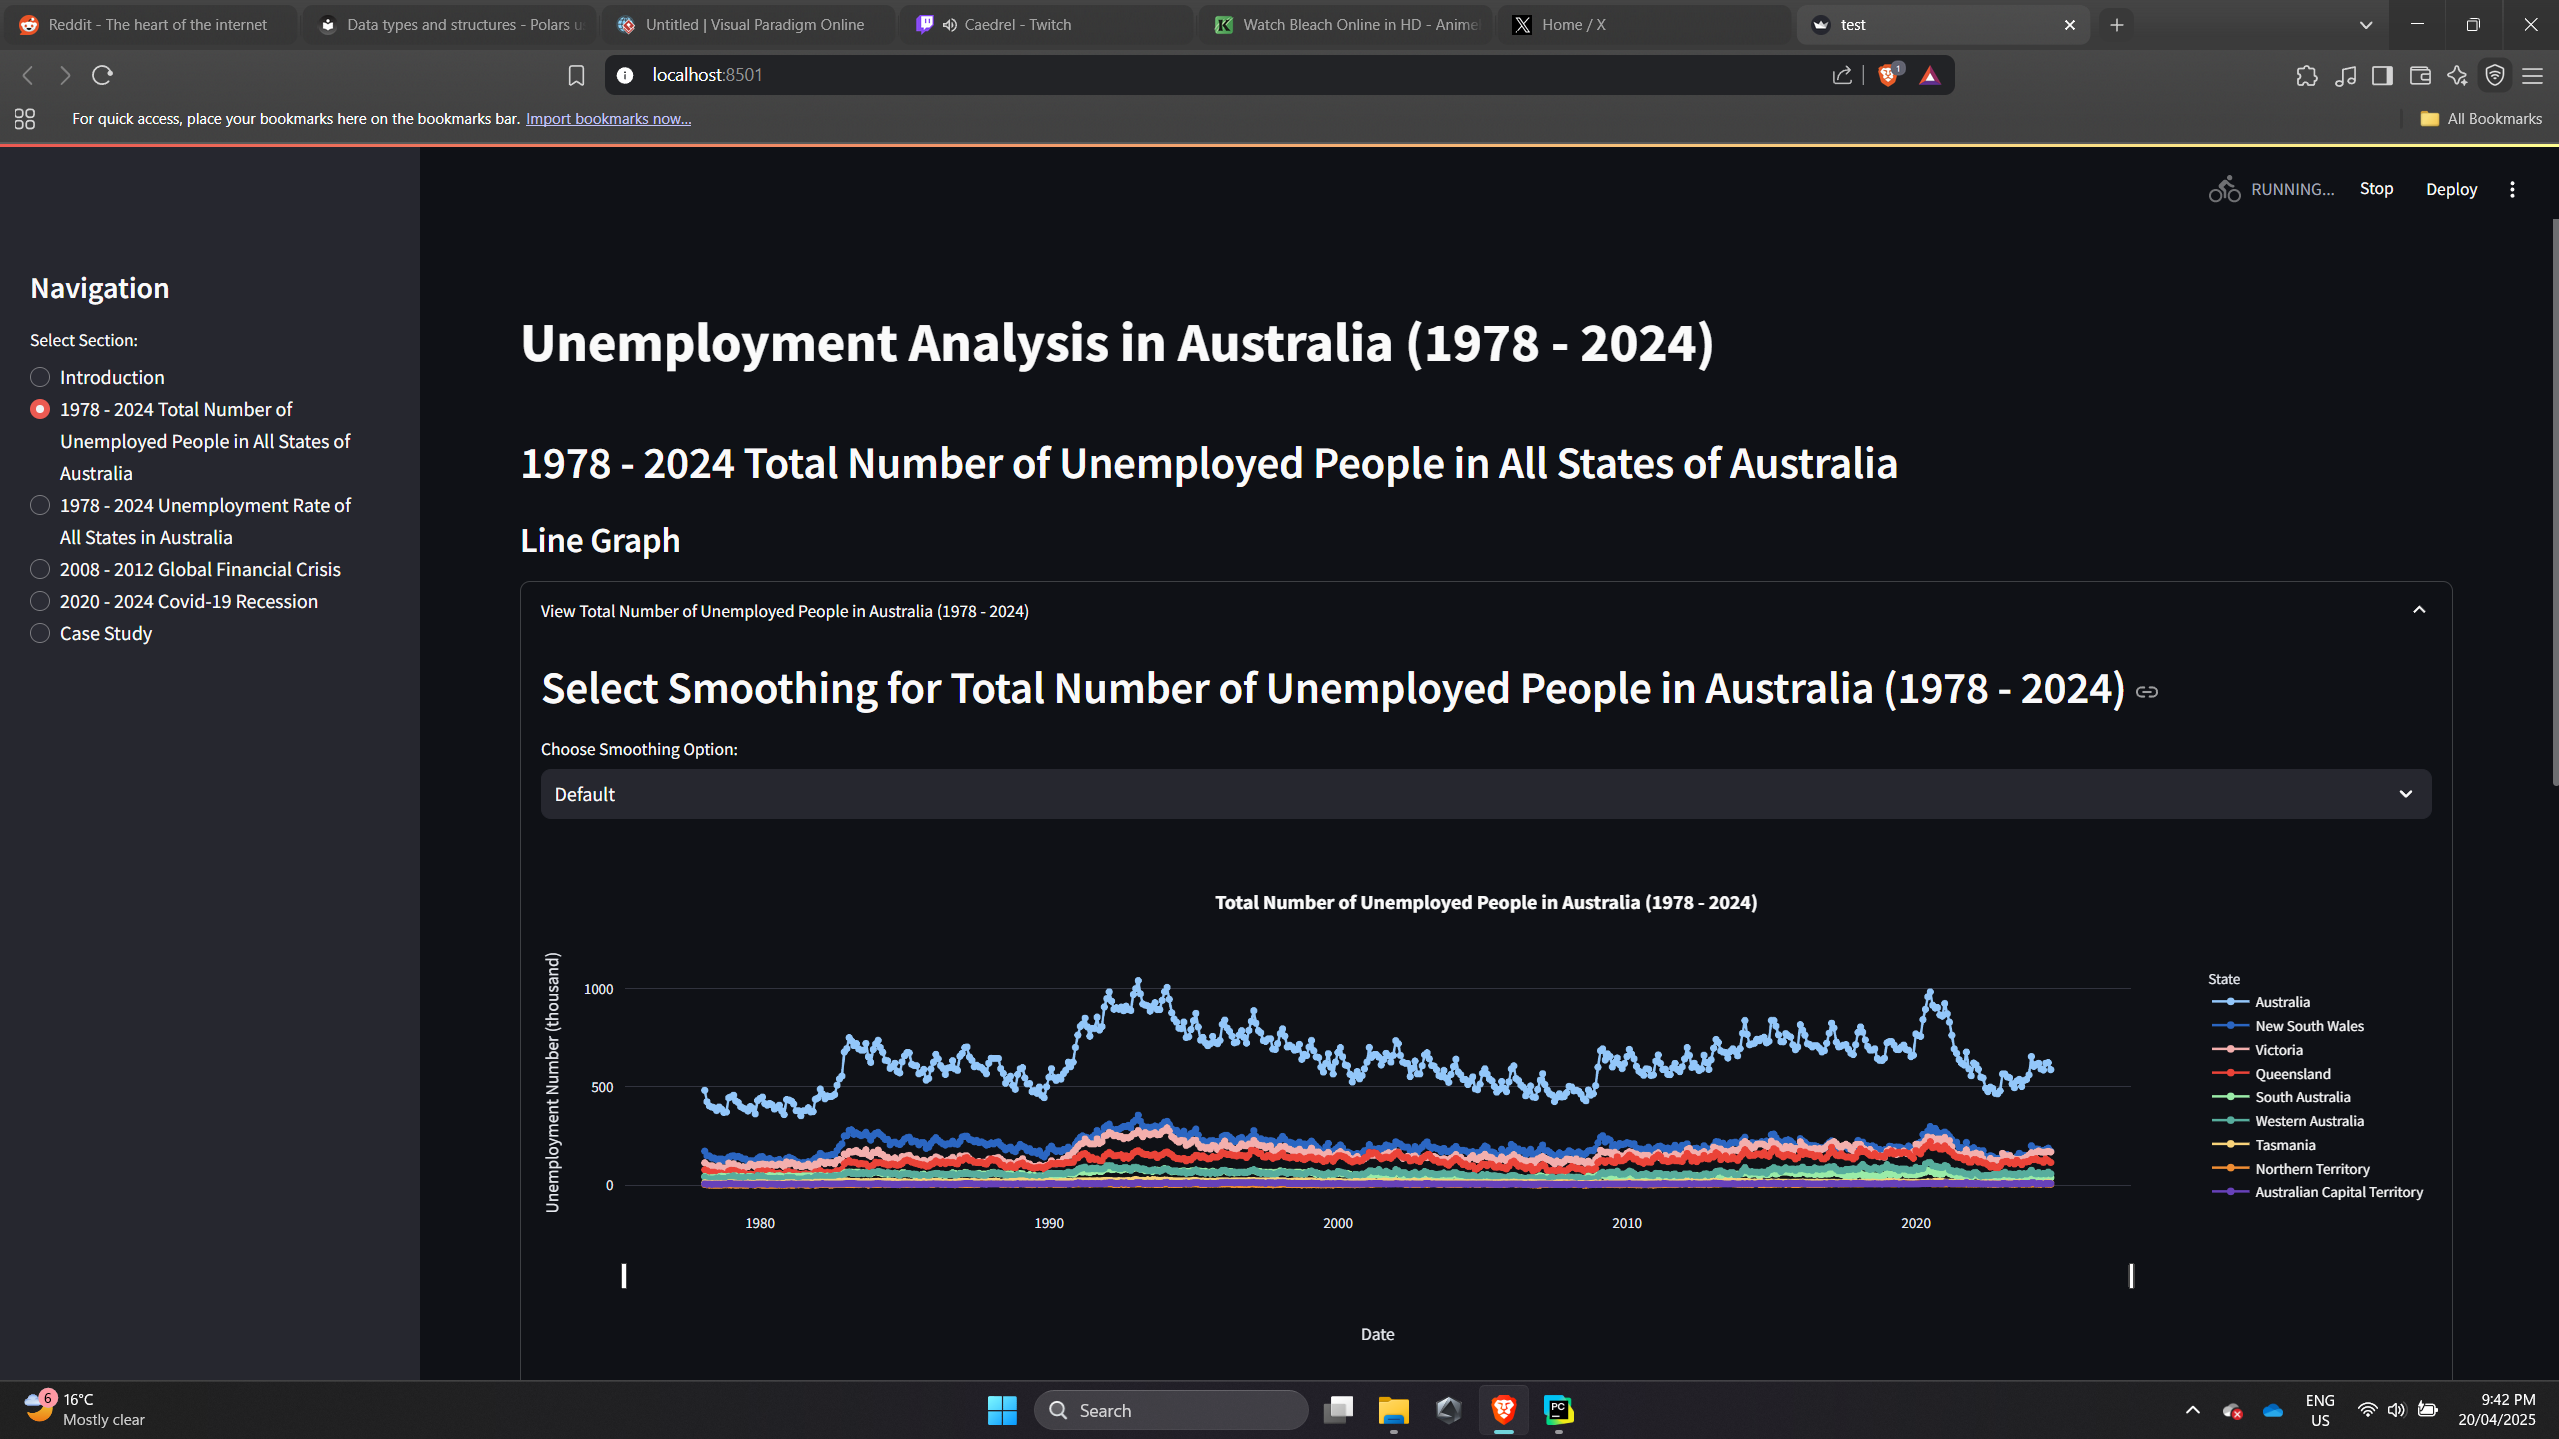 Reddit - The heart of the internet
Data types and structures - Polars u
Untitled | Visual Paradigm Online
Caedrel - Twitch
Watch Bleach Online in HD - Anime
Home / X
test
localhost:8501
1
For quick access, place your bookmarks here on the bookmarks bar. Import bookmarks now...
All Bookmarks
RUNNING...
Stop
Deploy
Navigation
Select Section:
Introduction
1978 - 2024 Total Number of
Unemployed People in All States of
Australia
1978 - 2024 Unemployment Rate of
All States in Australia
2008 - 2012 Global Financial Crisis
2020 - 2024 Covid-19 Recession
Case Study
Unemployment Analysis in Australia (1978 - 2024)
1978 - 2024 Total Number of Unemployed People in All States of Australia
Line Graph
View Total Number of Unemployed People in Australia (1978 - 2024)
Select Smoothing for Total Number of Unemployed People in Australia (1978 - 2024)
Choose Smoothing Option:
Default
Total Number of Unemployed People in Australia (1978 - 2024)
Unemployment Number (thousand)
1000
500
0
1980
1990
2000
2010
2020
Date
State
Australia
New South Wales
Victoria
Queensland
South Australia
Western Australia
Tasmania
Northern Territory
Australian Capital Territory
6
16°C
Mostly clear
Search
PC
ENG
US
9:42 PM
20/04/2025